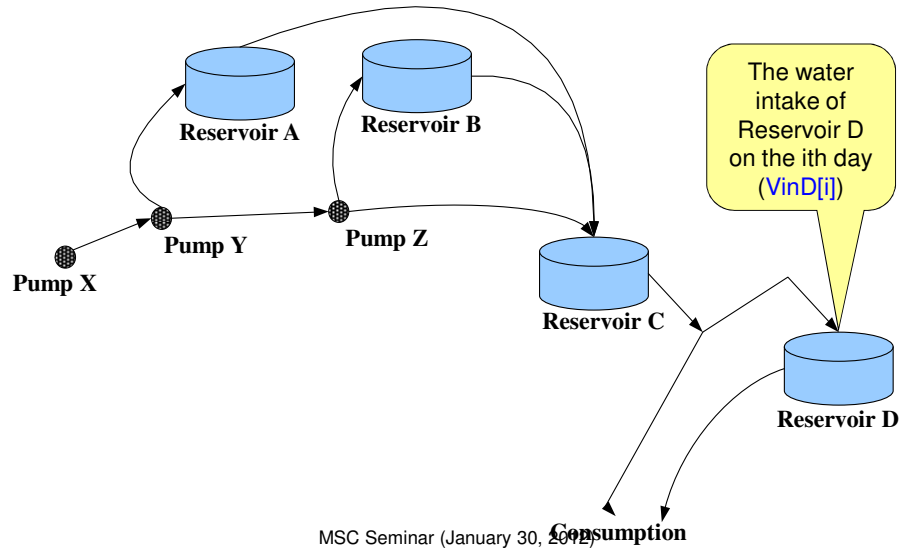 The water
intake of
Reservoir D
on the ith day
(VinD[i])
Reservoir A
Reservoir B
Pump Y
Pump Z
Pump X
Reservoir C
Reservoir D
Consumption
MSC Seminar (January 30, 2012)